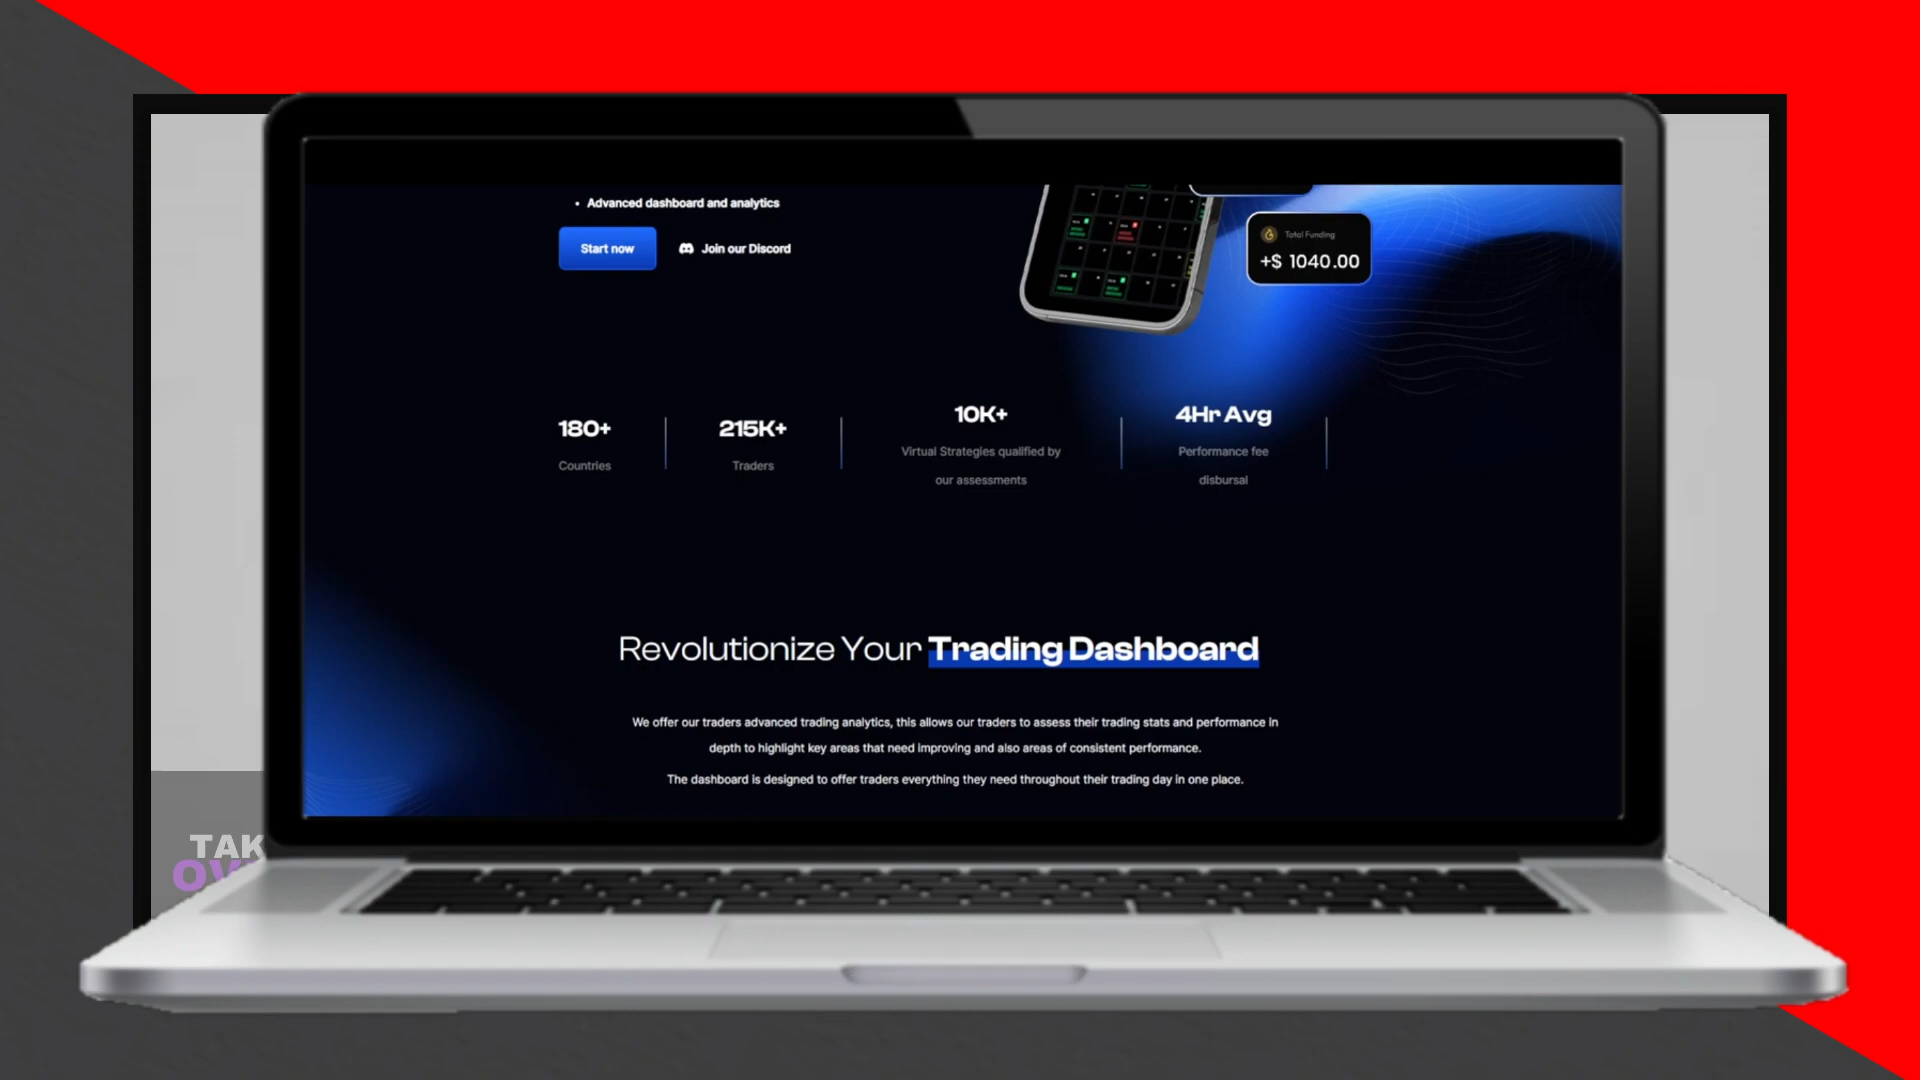 • Advanced dashboard and analytics
Start now
Join our Discord
Total Funding
+$ 1040.00
180+
Countries
215K+
Traders
10K+
Virtual Strategies qualified by
our assessments
4Hr Avg
Performance fee
disbursal
Revolutionize Your Trading Dashboard
We offer our traders advanced trading analytics, this allows our traders to assess their trading stats and performance in
depth to highlight key areas that need improving and also areas of consistent performance.
The dashboard is designed to offer traders everything they need throughout their trading day in one place.
TAK
OV